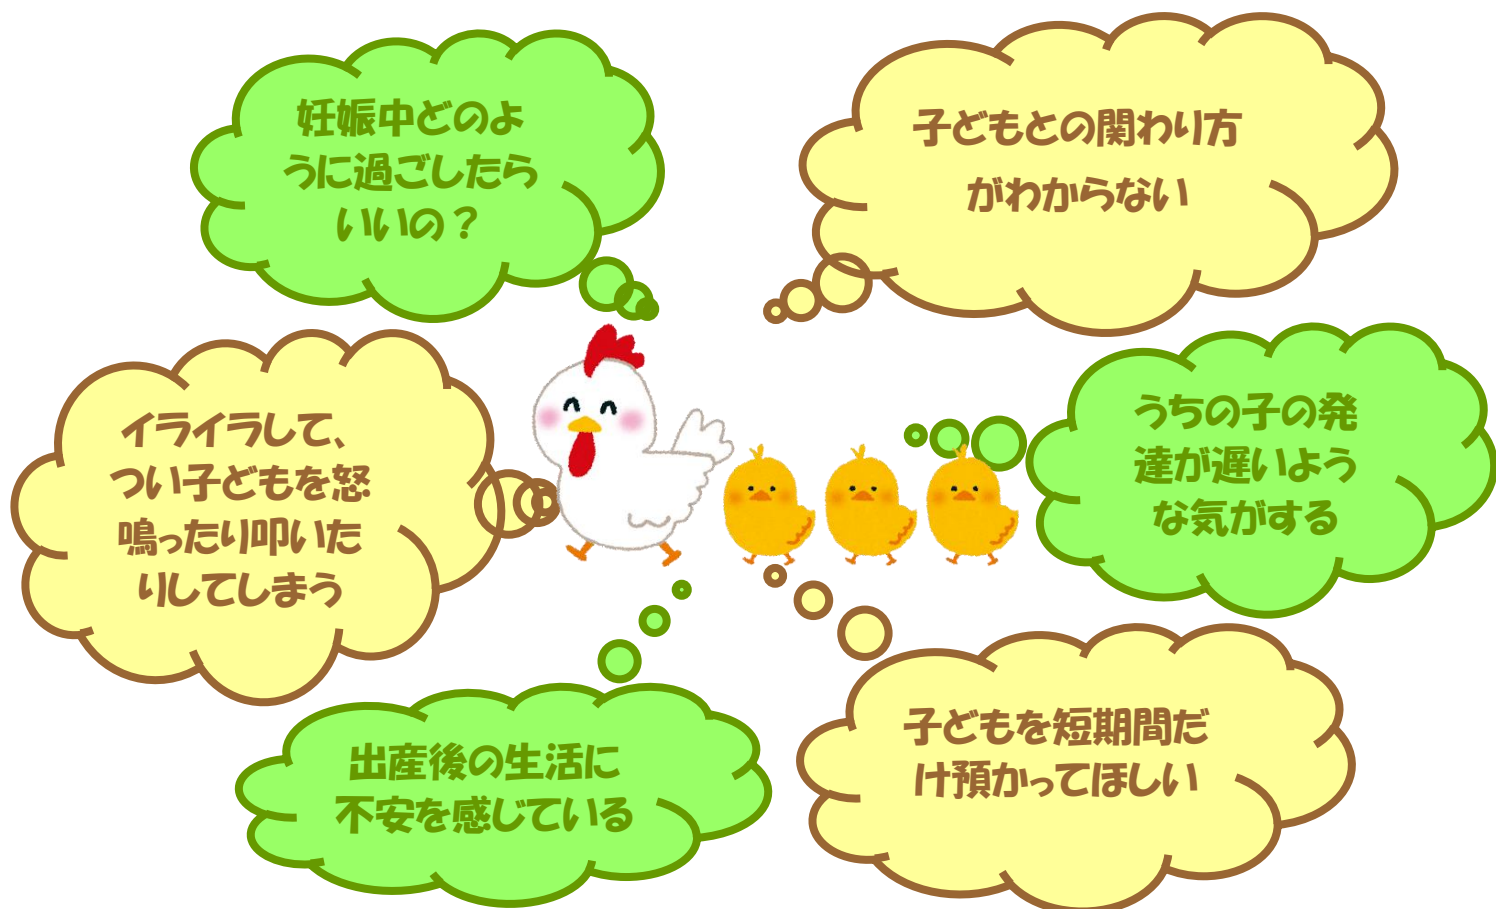 妊娠中どのよ
うに過ごしたら
いいの？
子どもとの関わり方
がわからない
イライラして、
つい子どもを怒
鳴ったり叩いた
りしてしまう
うちの子の発
達が遅いよう
な気がする
出産後の生活に
不安を感じている
子どもを短期間だ
け預かってほしい